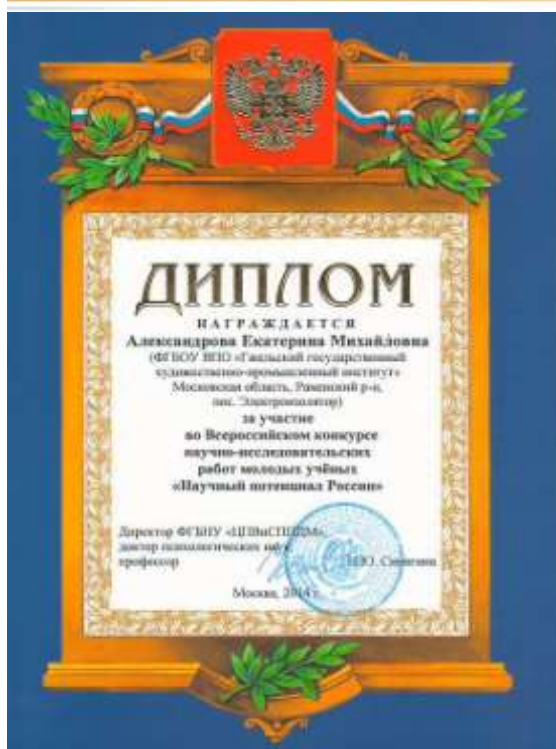 ДИПЛОМ
НАГРАЖДАЕТСЯ
Александрова Екатерина Михайловна
(ФГБОУ ВПО «Гжельский государственный
художественно-промышленный институт»
Московская область, Раменский р-н,
пос. Электроизолятор)
за участие
во Всероссийском конкурсе
научно-исследовательских
работ молодых учёных
«Научный потенциал России»
Директор ФГБНУ
доктор психологических наук,
профессор
Москва, 2014 г.